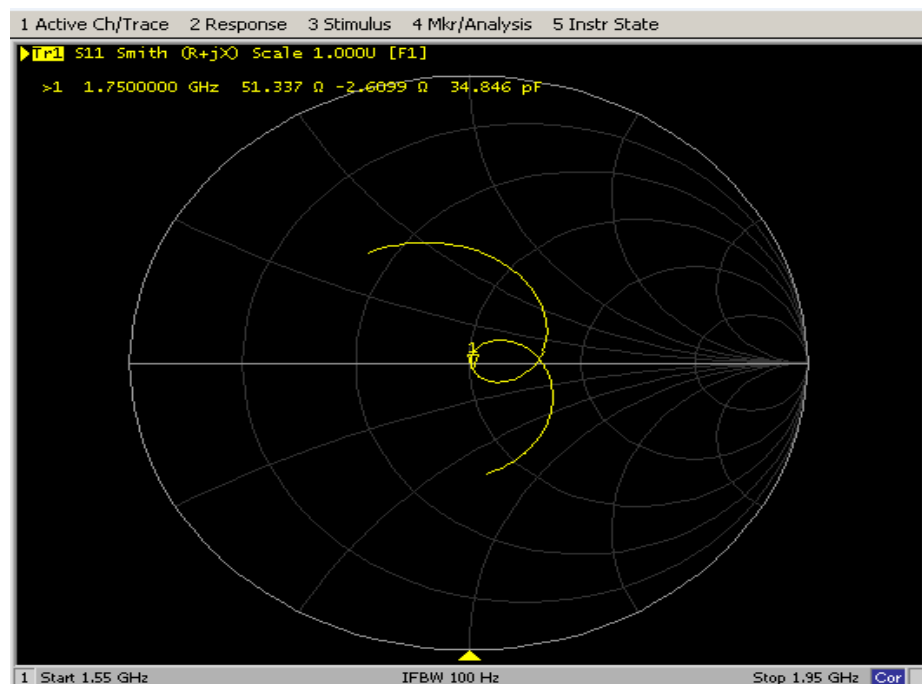 1 Active Ch/Trace 2 Response 3 Stimulus 4 Mkr/Analysis 5 Instr State
Tr1 S11 Smith (R+jX) Scale 1.000U [F1]
>1 1.7500000 GHz 51.337 Ω -2.6099 Ω 34.846 pF
1
1 Start 1.55 GHz IFBW 100 Hz Stop 1.95 GHz Cor